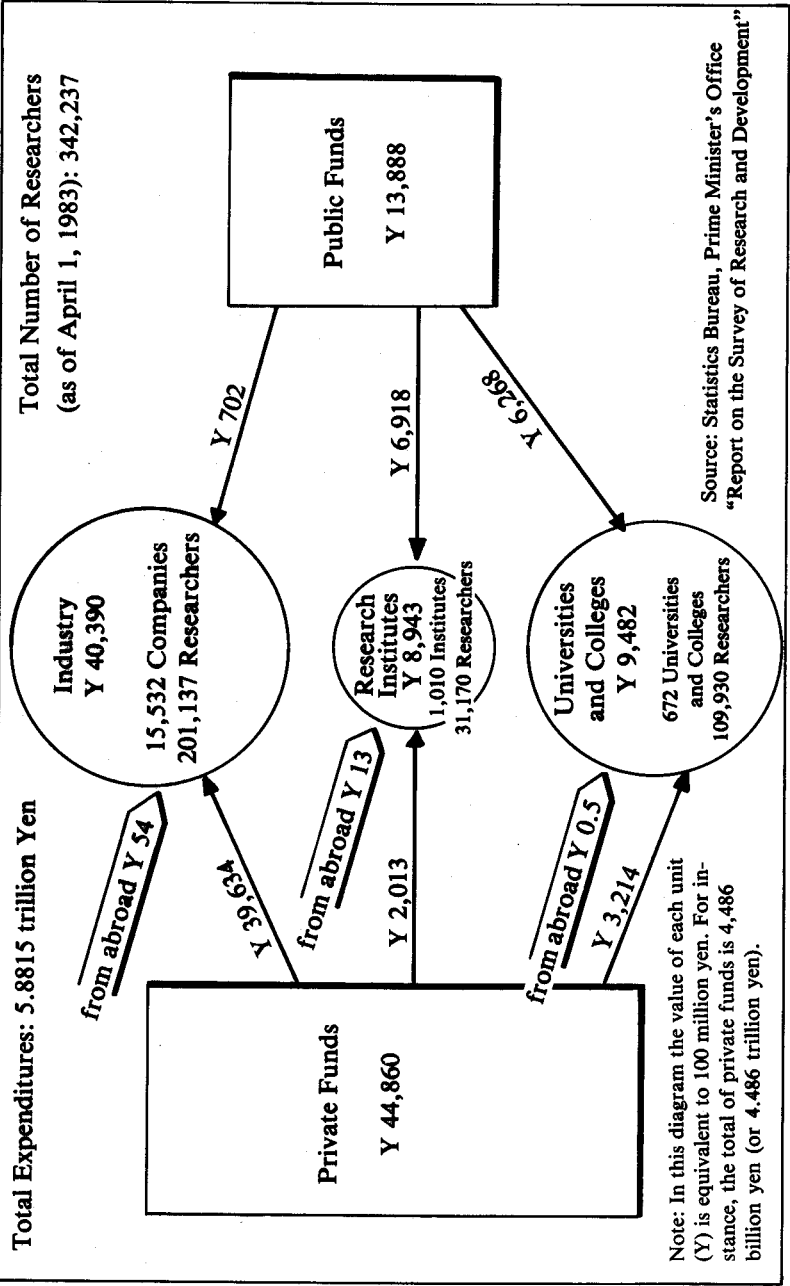 Total Expenditures: 5.8815 trillion Yen
Total Number of Researchers
(as of April 1, 1983): 342,237
from abroad Y 54
Industry
Y 40,390
15,532 Companies
201,137 Researchers
Y 702
Y 39,634
Private Funds
Y 44,860
from abroad Y 13
Y 2,013
Research
Institutes
Y 8,943
1,010 Institutes
31,170 Researchers
Y 6,918
Public Funds
Y 13,888
from abroad Y 0.5
Y 3,214
Universities
and Colleges
Y 9,482
672 Universities
and Colleges
109,930 Researchers
Y 6,268
Note: In this diagram the value of each unit
(Y) is equivalent to 100 million yen. For in-
stance, the total of private funds is 4,486
billion yen (or 4.486 trillion yen).
Source: Statistics Bureau, Prime Minister's Office
"Report on the Survey of Research and Development"